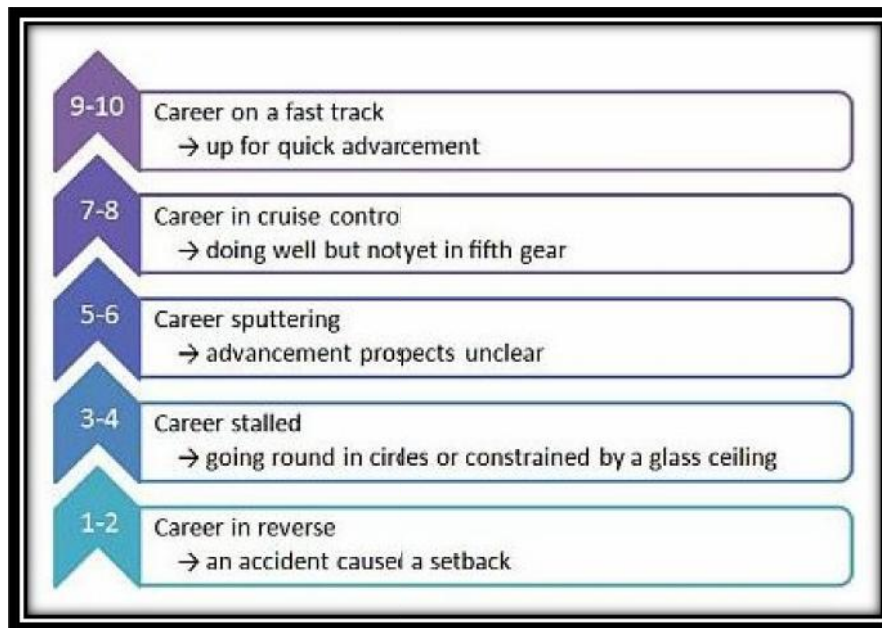 9-10
Career on a fast track
→ up for quick advarcement
7-8
Career in cruise contro
→ doing well but notyet in fifth gear
5-6
Career sputtering
→ advancement prospects unclear
3-4
Career stalled
→ going round in cirdes or constrained by a glass ceiling
1-2
Career in reverse
→ an accident cause( a setback